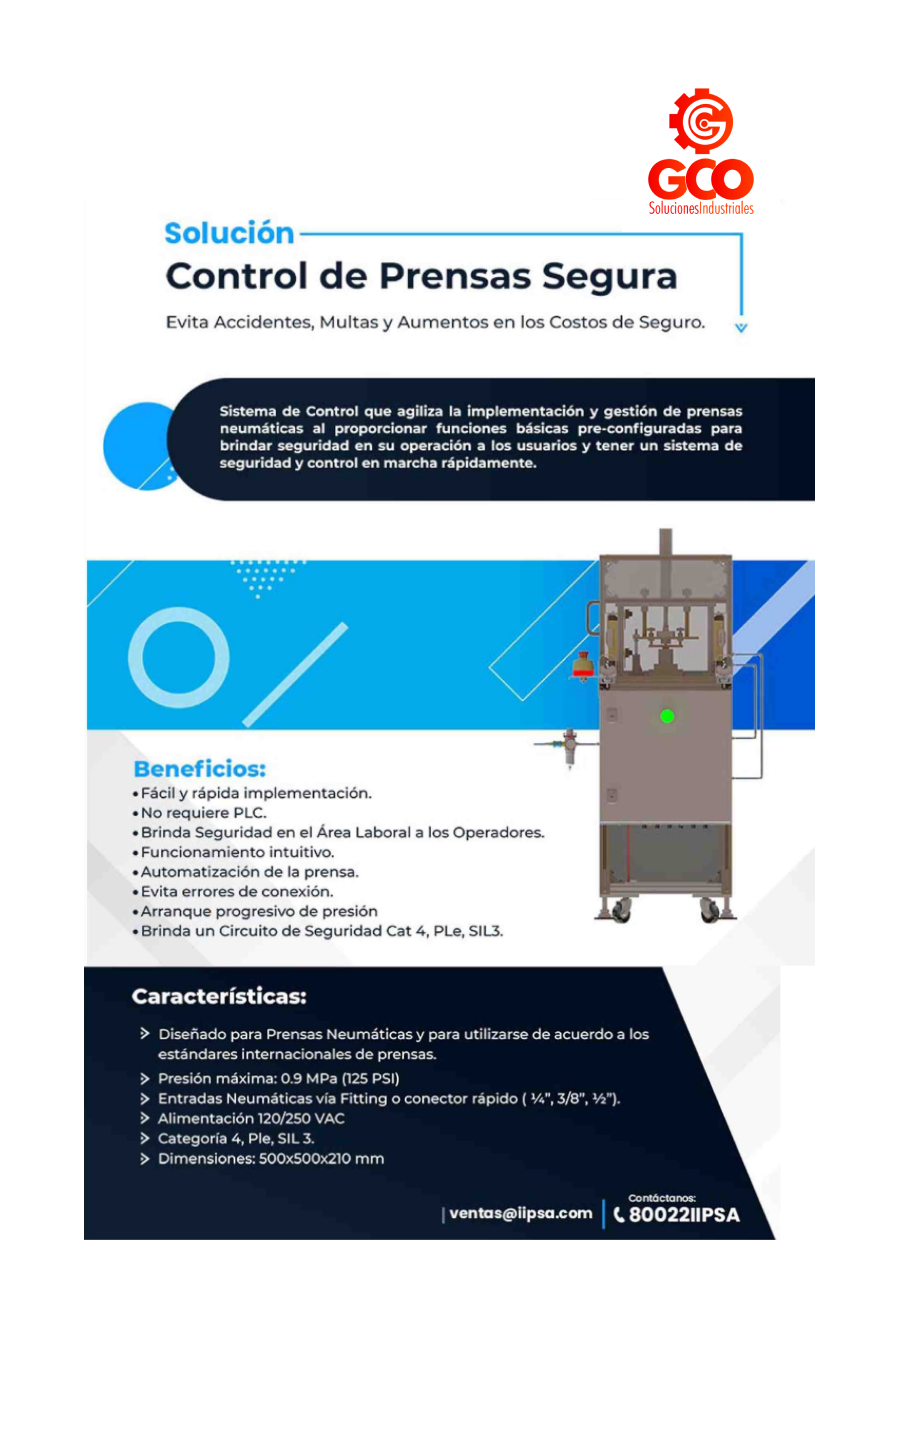 GCO
SolucionesIndustriales
Solución
Control de Prensas Segura
Evita Accidentes, Multas y Aumentos en los Costos de Seguro.
Sistema de Control que agiliza la implementación y gestión de prensas
neumáticas al proporcionar funciones básicas pre-configuradas para
brindar seguridad en su operación a los usuarios y tener un sistema de
seguridad y control en marcha rápidamente.
Beneficios:
•Fácil y rápida implementación.
•No requiere PLC.
•Brinda Seguridad en el Área Laboral a los Operadores.
•Funcionamiento intuitivo.
•Automatización de la prensa.
•Evita errores de conexión.
•Arranque progresivo de presión
•Brinda un Circuito de Seguridad Cat 4, PLe, SIL3.
Características:
Diseñado para Prensas Neumáticas y para utilizarse de acuerdo a los
estándares internacionales de prensas.
Presión máxima: 0.9 MPa (125 PSI)
Entradas Neumáticas vía Fitting o conector rápido ( ¼”, 3/8”, ½”).
Alimentación 120/250 VAC
Categoría 4, Ple, SIL 3.
Dimensiones: 500x500x210 mm
Contáctanos:
| ventas@iipsa.com | 80022IIPSA